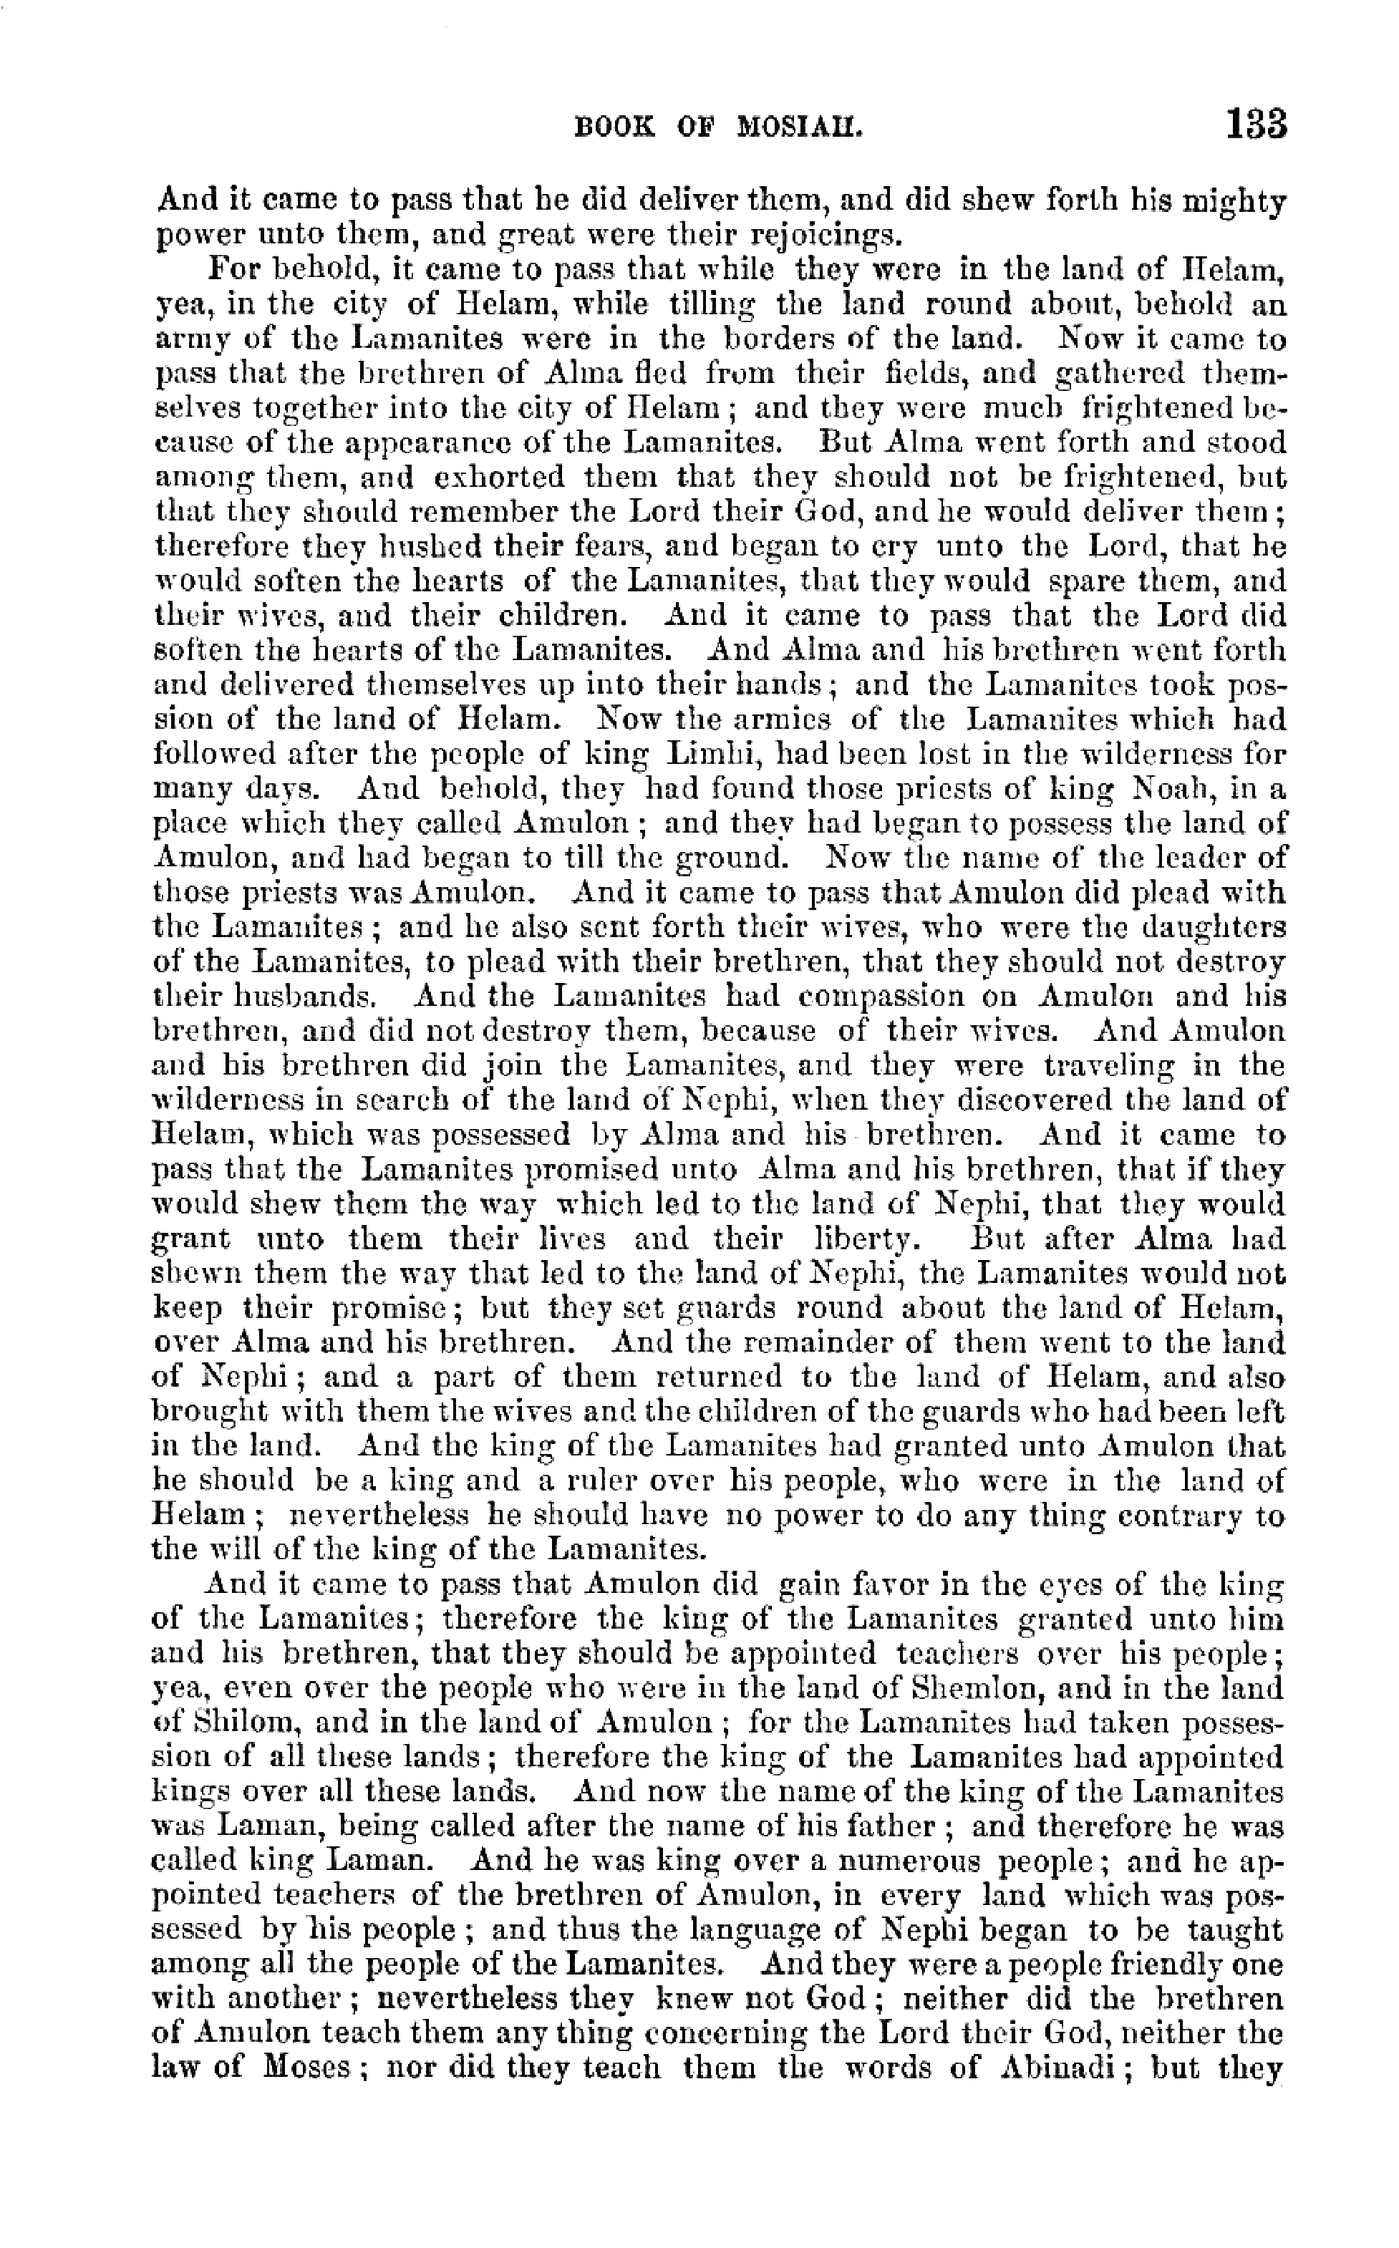 BOOK OF MOSIAH. 133
And it came to pass that he did deliver them, and did shew forth his mighty
power unto them, and great were their rejoicings.
For behold, it came to pass that while they were in the land of Helam,
yea, in the city of Helam, while tilling the land round about, behold an
army of the Lamanites were in the borders of the land. Now it came to
pass that the brethren of Alma fled from their fields, and gathered them-
selves together into the city of Helam; and they were much frightened be-
cause of the appearance of the Lamanites. But Alma went forth and stood
among them, and exhorted them that they should not be frightened, but
that they should remember the Lord their God, and he would deliver them;
therefore they hushed their fears, and began to cry unto the Lord, that he
would soften the hearts of the Lamanites, that they would spare them, and
their wives, and their children. And it came to pass that the Lord did
soften the hearts of the Lamanites. And Alma and his brethren went forth
and delivered themselves up into their hands; and the Lamanites took pos-
sion of the land of Helam. Now the armies of the Lamanites which had
followed after the people of king Limhi, had been lost in the wilderness for
many days. And behold, they had found those priests of king Noah, in a
place which they called Amulon; and they had began to possess the land of
Amulon, and had began to till the ground. Now the name of the leader of
those priests was Amulon. And it came to pass that Amulon did plead with
the Lamanites; and he also sent forth their wives, who were the daughters
of the Lamanites, to plead with their brethren, that they should not destroy
their husbands. And the Lamanites had compassion on Amulon and his
brethren, and did not destroy them, because of their wives. And Amulon
and his brethren did join the Lamanites, and they were traveling in the
wilderness in search of the land of Nephi, when they discovered the land of
Helam, which was possessed by Alma and his brethren. And it came to
pass that the Lamanites promised unto Alma and his brethren, that if they
would shew them the way which led to the land of Nephi, that they would
grant unto them their lives and their liberty. But after Alma had
shewn them the way that led to the land of Nephi, the Lamanites would not
keep their promise; but they set guards round about the land of Helam,
over Alma and his brethren. And the remainder of them went to the land
of Nephi; and a part of them returned to the land of Helam, and also
brought with them the wives and the children of the guards who had been left
in the land. And the king of the Lamanites had granted unto Amulon that
he should be a king and a ruler over his people, who were in the land of
Helam; nevertheless he should have no power to do any thing contrary to
the will of the king of the Lamanites.
And it came to pass that Amulon did gain favor in the eyes of the king
of the Lamanites; therefore the king of the Lamanites granted unto him
and his brethren, that they should be appointed teachers over his people;
yea, even over the people who were in the land of Shemlon, and in the land
of Shilom, and in the land of Amulon; for the Lamanites had taken posses-
sion of all these lands; therefore the king of the Lamanites had appointed
kings over all these lands. And now the name of the king of the Lamanites
was Laman, being called after the name of his father; and therefore he was
called king Laman. And he was king over a numerous people; and he ap-
pointed teachers of the brethren of Amulon, in every land which was pos-
sessed by his people; and thus the language of Nephi began to be taught
among all the people of the Lamanites. And they were a people friendly one
with another; nevertheless they knew not God; neither did the brethren
of Amulon teach them any thing concerning the Lord their God, neither the
law of Moses; nor did they teach them the words of Abinadi; but they